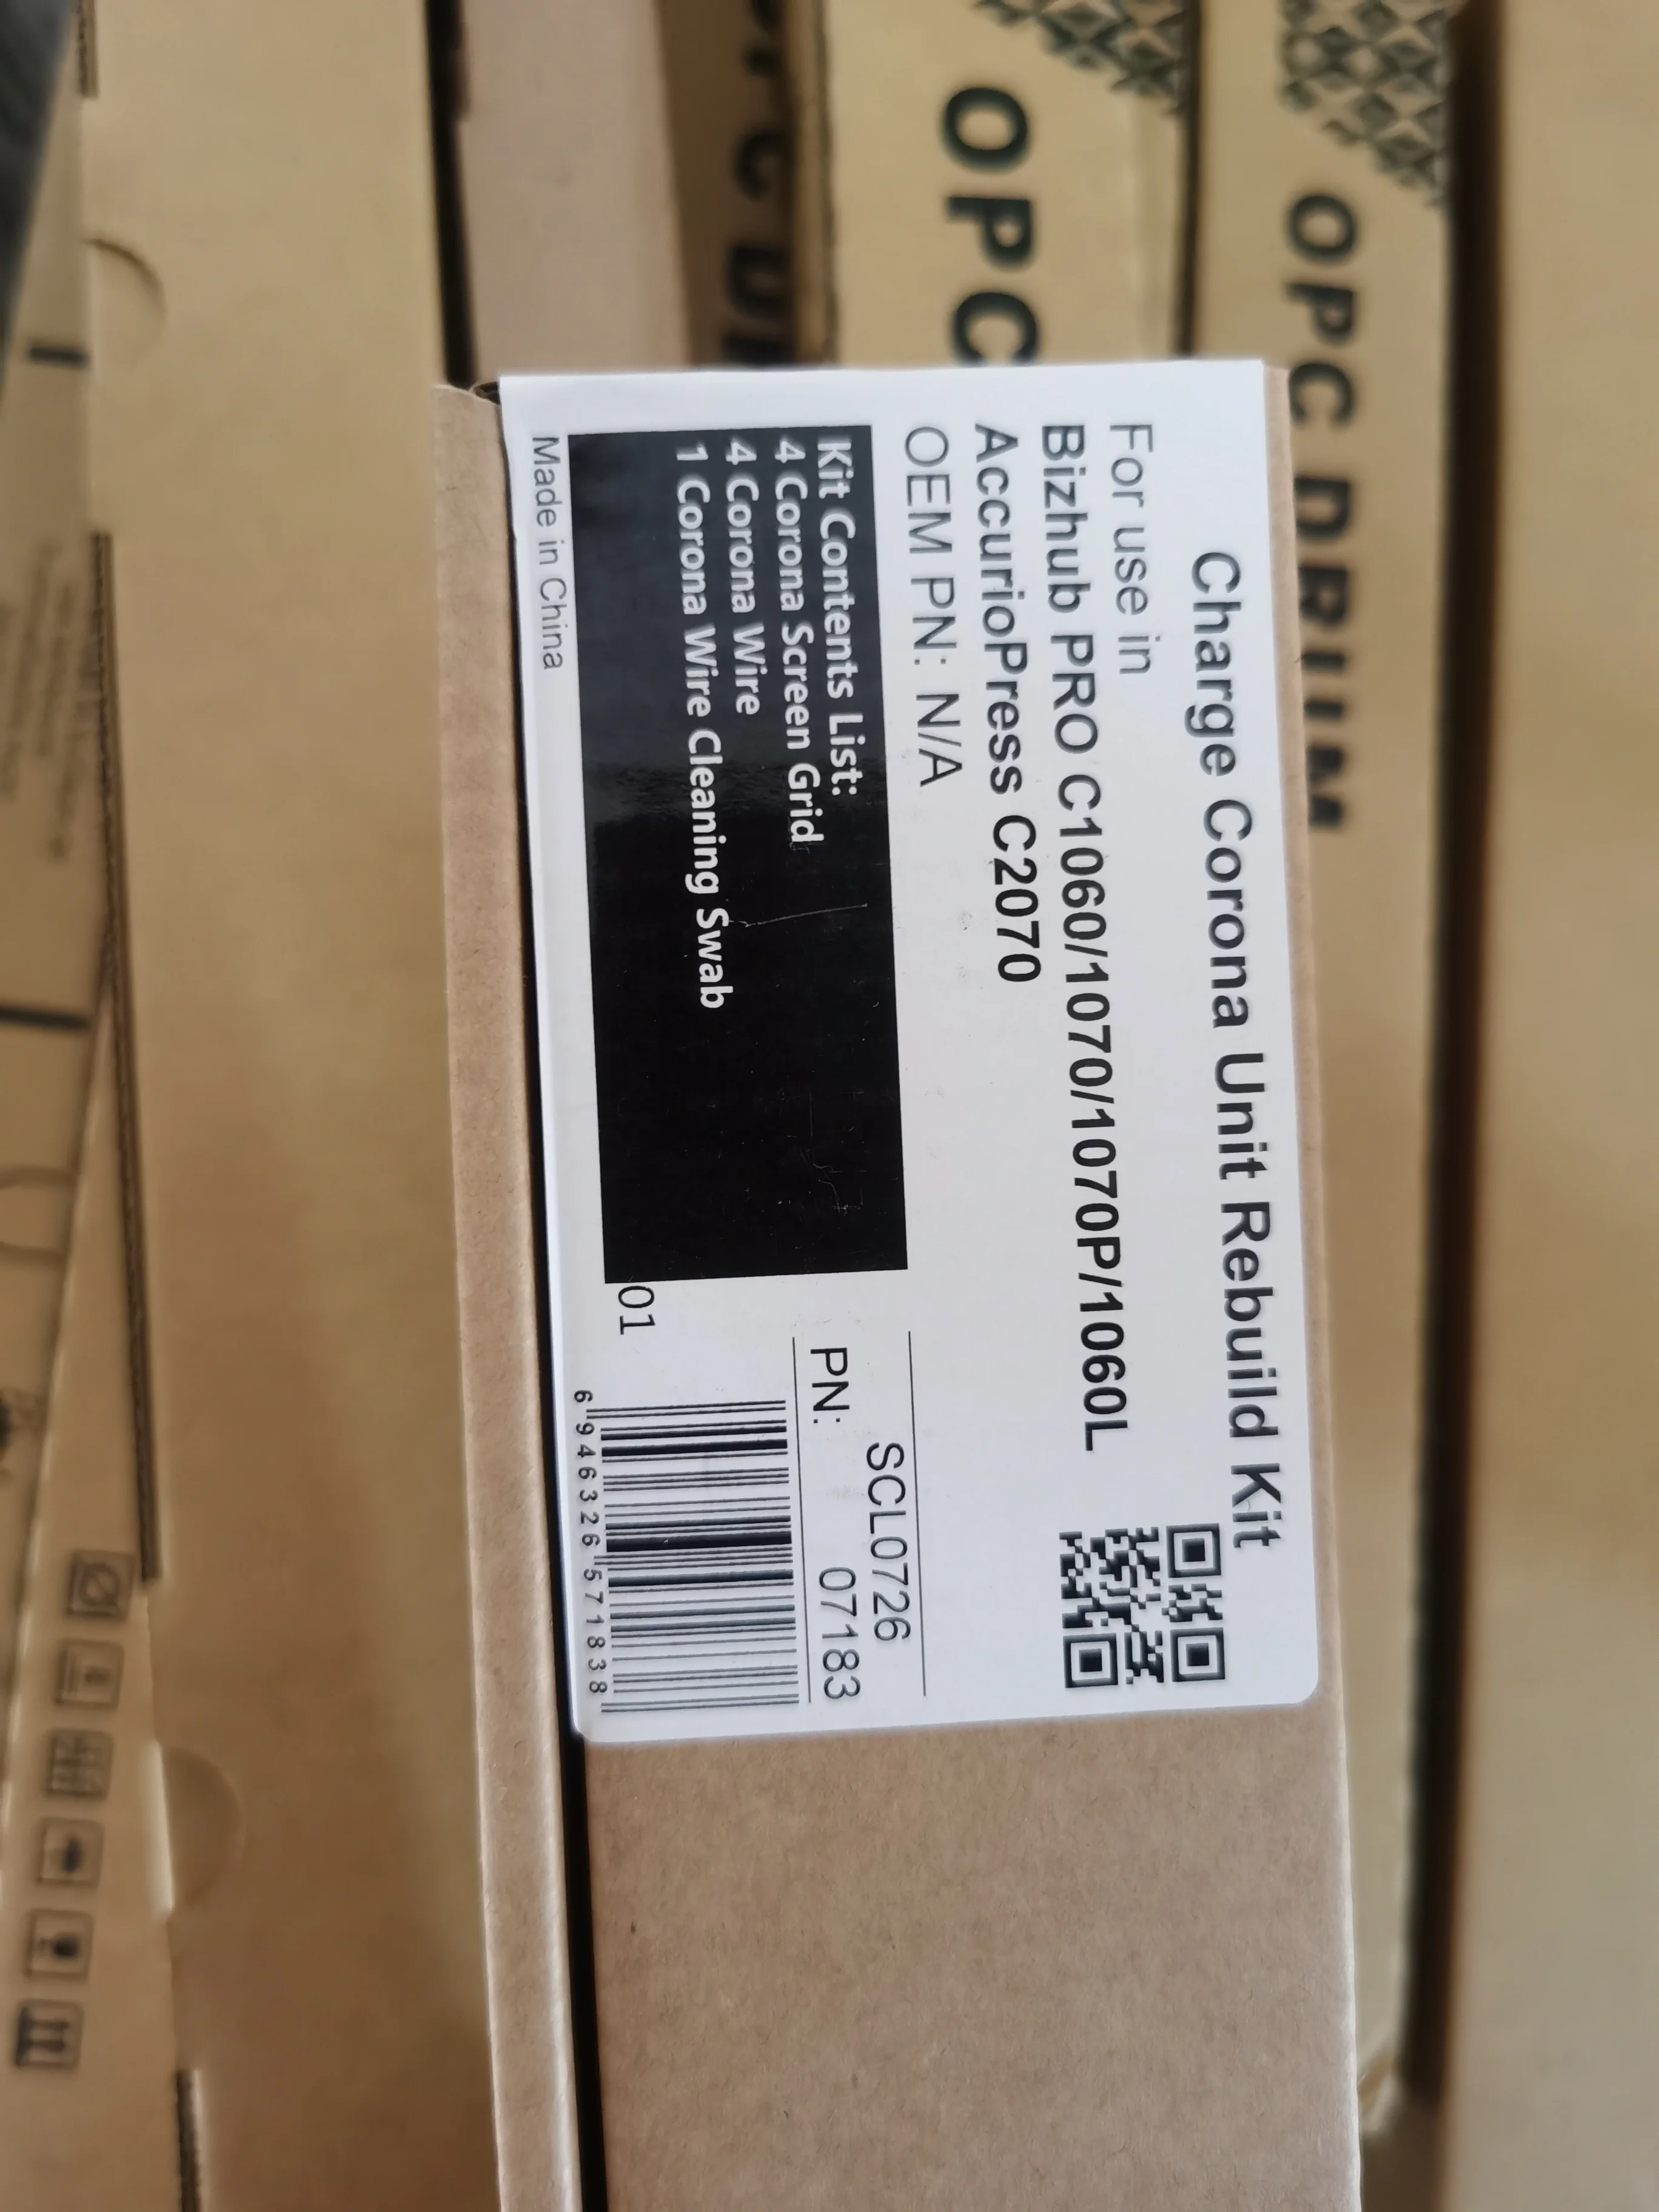 Charge Corona Unit Rebuild Kit
For use in
Bizhub PRO C1060/1070/1070P/1060L
AccurioPress C2070
OEM PN: N/A
Kit Contents List:
4 Corona Screen Grid
4 Corona Wire
1 Corona Wire Cleaning Swab
Made in China
SCL0726
PN: 07183
01
6 946326 571838
OPC
OPC DRUM